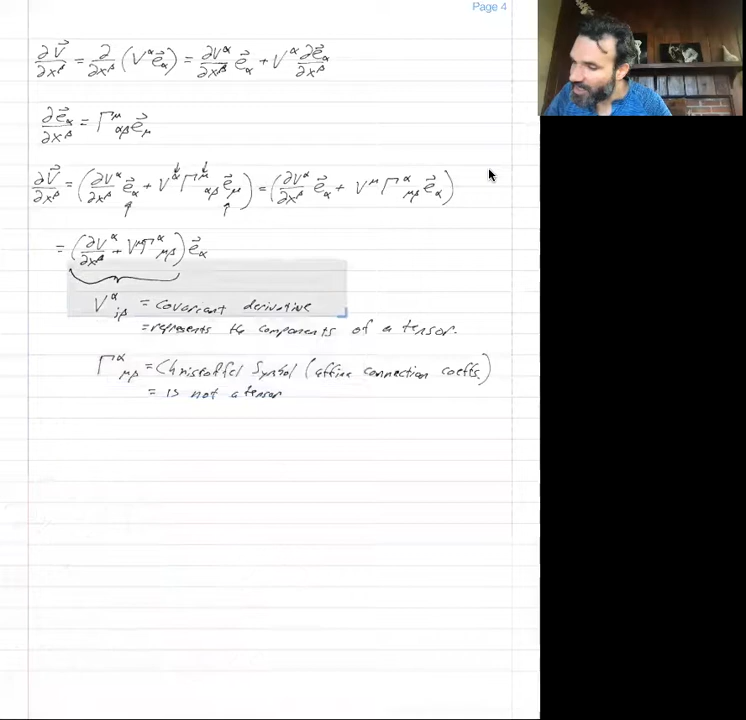 Page 4
∂V⃗/∂x^β = ∂/∂x^β (V^α e⃗_α) = ∂V^α/∂x^β e⃗_α + V^α ∂e⃗_α/∂x^β
∂e⃗_α/∂x^β = Γ^μ_αβ e⃗_μ
∂V⃗/∂x^β = (∂V^α/∂x^β e⃗_α + V^α Γ^μ_αβ e⃗_μ) = (∂V^α/∂x^β e⃗_α + V^μ Γ^α_μβ e⃗_α)
= (∂V^α/∂x^β + V^μ Γ^α_μβ) e⃗_α
V^α_;β = covariant derivative
= represents the components of a tensor.
Γ^α_μβ = Christoffel Symbol (affine connection coeffs.)
= is not a tensor